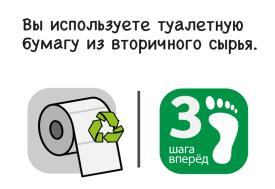 Вы используете туалетную
бумагу из вторичного сырья.
3
шага
вперёд